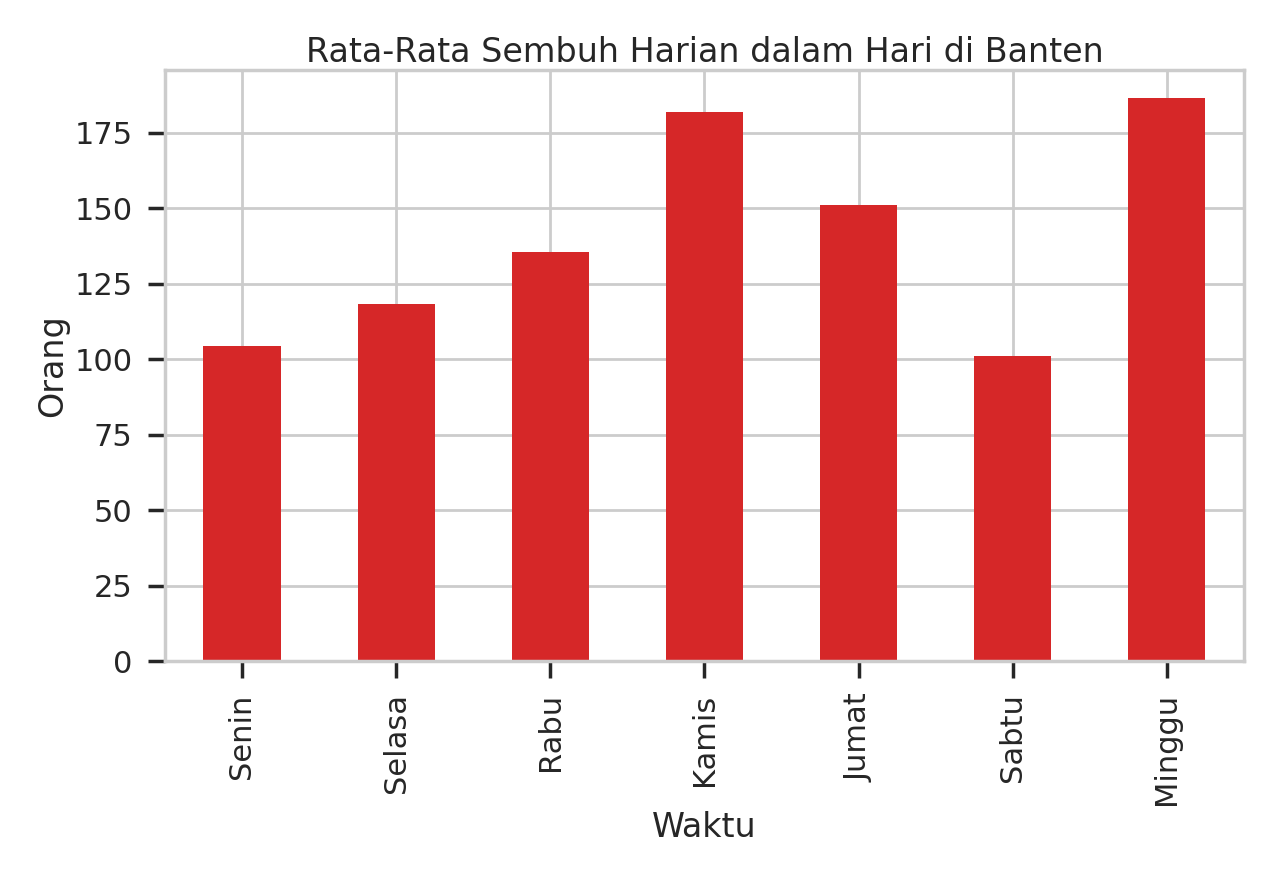 Rata-Rata Sembuh Harian dalam Hari di Banten
Orang
175
150
125
100
75
50
25
0
Senin
Selasa
Rabu
Kamis
Jumat
Sabtu
Minggu
Waktu